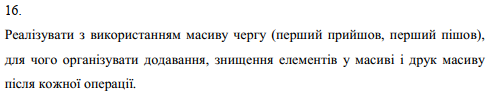 16.
Реалізувати з використанням масиву чергу (перший прийшов, перший пішов),
для чого організувати додавання, знищення елементів у масиві і друк масиву
після кожної операції.